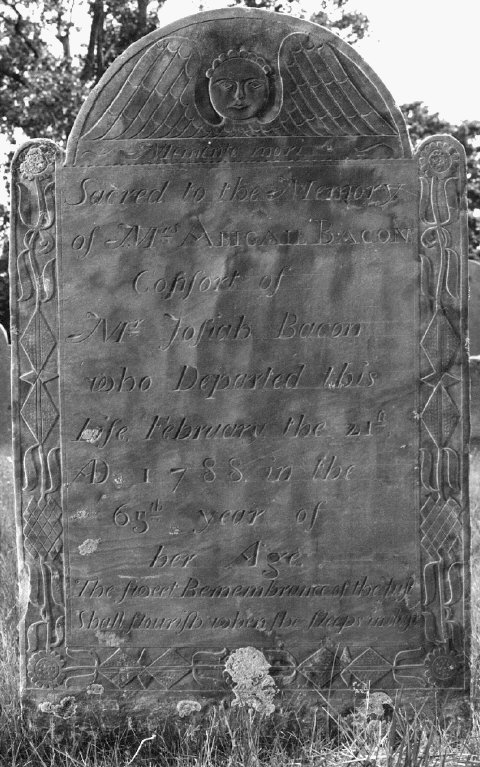 Memento mori
Sacred to the Memory
of Mrs ABIGAIL BACON
Conſort of
Mr. Joſiah Bacon
who Departed this
Life February the 21st
AD 1788 in the
65th year of
her Age
The ſweet Remembrance of the Juſt
Shall flouriſh when ſhe ſleeps in